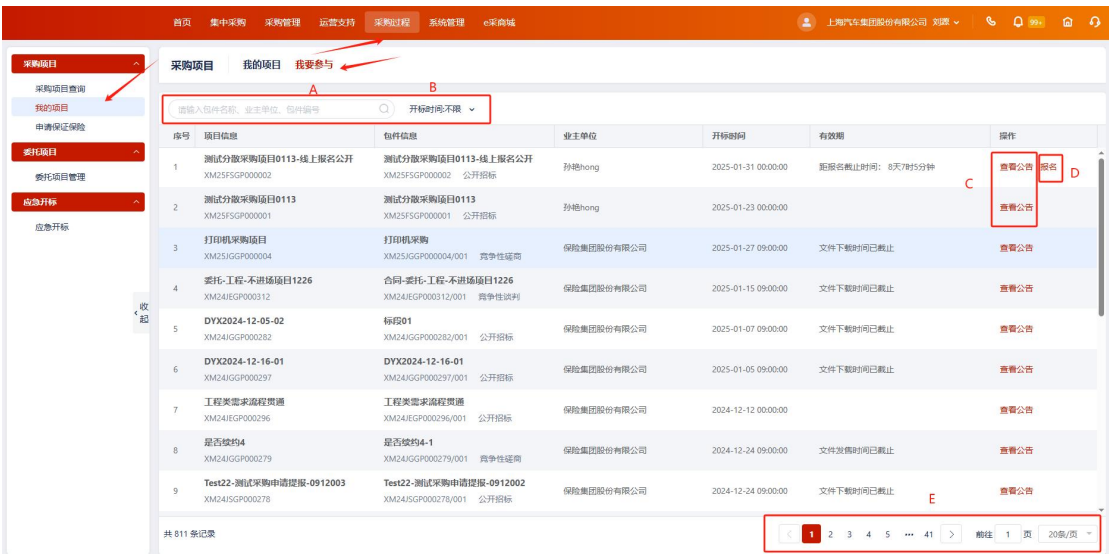 首页 集中采购 采购管理 运营支持 采购过程 系统管理 e采商城 上海汽车集团股份有限公司 99+
采购项目
采购项目查询
我的项目
申请保证保险
委托项目
委托项目管理
应急开标
应急开标
收起
采购项目 我的项目 我要参与
A B
请输入包件名称、业主单位、包件编号 开标时间:不限
序号 项目信息 包件信息 业主单位 开标时间 有效期 操作
1 测试分散采购项目0113-线上报名公开 测试分散采购项目0113-线上报名公开 孙艳hong 2025-01-31 00:00:00 距报名截止时间: 8天7时5分钟 查看公告 报名
XM25FSGP000002 XM25FSGP000002 公开招标
C D
2 测试分散采购项目0113 测试分散采购项目0113 孙艳hong 2025-01-23 00:00:00 查看公告
XM25FSGP000001 XM25FSGP000001 公开招标
3 打印机采购项目 打印机采购 保险集团股份有限公司 2025-01-27 09:00:00 文件下载时间已截止 查看公告
XM25JGGP000004 XM25JGGP000004/001 竞争性磋商
4 委托-工程-不进场项目1226 合同-委托-工程-不进场项目1226 保险集团股份有限公司 2025-01-15 09:00:00 文件下载时间已截止 查看公告
XM24JEGP000312 XM24JEGP000312/001 竞争性谈判
5 DYX2024-12-05-02 标段01 保险集团股份有限公司 2025-01-07 09:00:00 文件下载时间已截止 查看公告
XM24JGGP000282 XM24JGGP000282/001 公开招标
6 DYX2024-12-16-01 DYX2024-12-16-01 保险集团股份有限公司 2025-01-05 09:00:00 文件下载时间已截止 查看公告
XM24JGGP000297 XM24JGGP000297/001 公开招标
7 工程类需求流程贯通 工程类需求流程贯通 保险集团股份有限公司 2024-12-12 00:00:00 查看公告
XM24JEGP000296 XM24JEGP000296/001 公开招标
8 是否续约4 是否续约4-1 保险集团股份有限公司 2024-12-24 09:00:00 文件发售时间已截止 查看公告
XM24JGGP000279 XM24JGGP000279/001 竞争性磋商
9 Test22-测试采购申请提报-0912003 Test22-测试采购申请提报-0912002 保险集团股份有限公司 2024-12-24 09:00:00 文件下载时间已截止 查看公告
XM24JSGP000278 XM24JSGP000278/001 公开招标
E
共 811 条记录 1 2 3 4 5 ••• 41 前往 1 页 20条/页